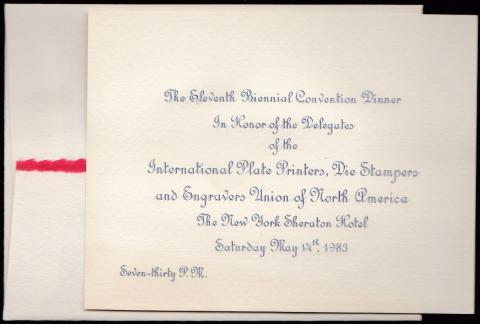 The Eleventh Biennial Convention Dinner
In Honor of the Delegates
of the
International Plate Printers, Die Stampers
and Engravers Union of North America
The New York Sheraton Hotel
Saturday May 14th, 1983
Seven-thirty P.M.